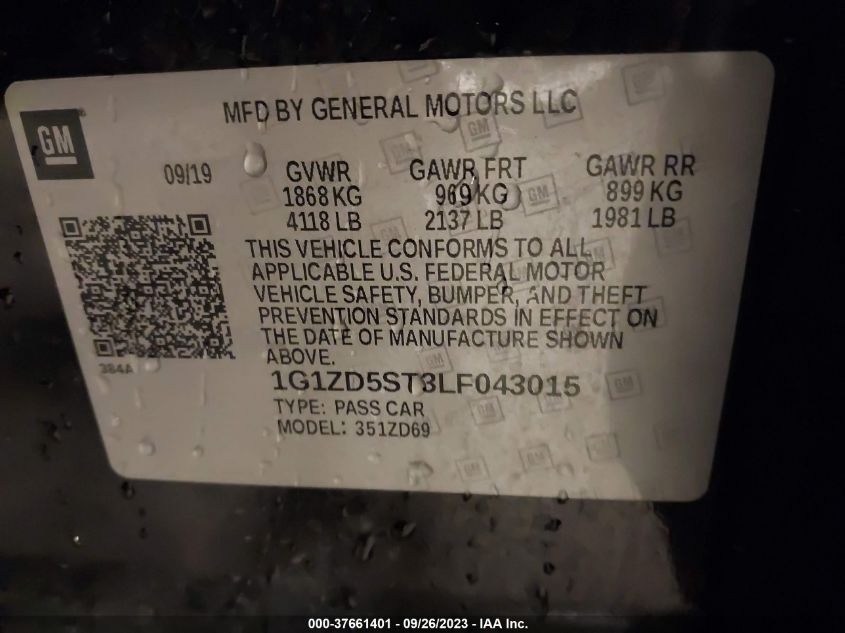 GM
MFD BY GENERAL MOTORS LLC
09/19 GVWR GAWR FRT GAWR RR
1868 KG 969 KG 899 KG
4118 LB 2137 LB 1981 LB
THIS VEHICLE CONFORMS TO ALL
APPLICABLE U.S. FEDERAL MOTOR
VEHICLE SAFETY, BUMPER, AND THEFT
PREVENTION STANDARDS IN EFFECT ON
THE DATE OF MANUFACTURE SHOWN
ABOVE.
384A
1G1ZD5ST3LF043015
TYPE: PASS CAR
MODEL: 351ZD69
000-37661401 - 09/26/2023 - IAA Inc.